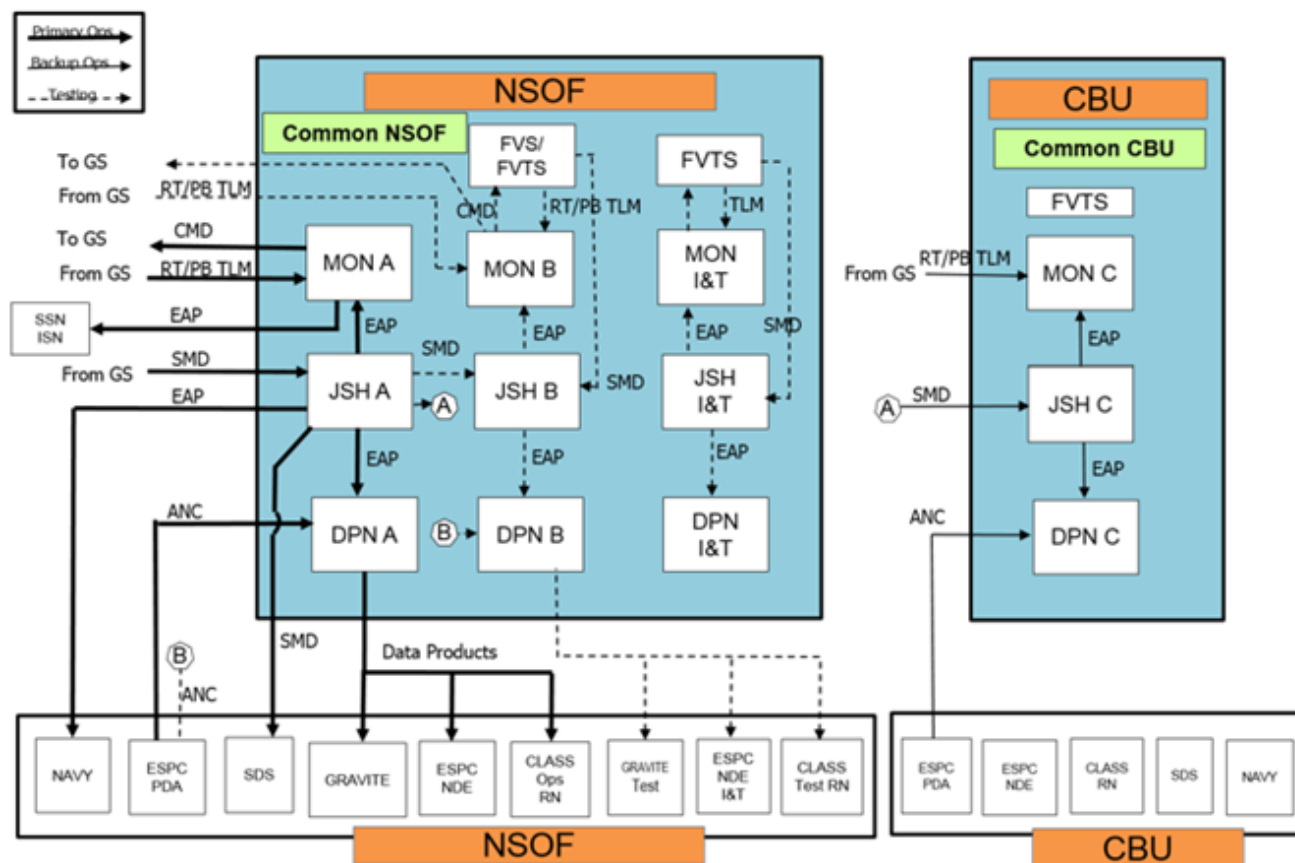 Primary Ops
Backup Ops
Testing
NSOF
Common NSOF
FVS/
FVTS
FVTS
To GS
From GS
RT/PB TLM
CMD
RT/PB TLM
TLM
To GS
CMD
From GS
RT/PB TLM
MON A
MON B
MON
I&T
SSN
ISN
EAP
EAP
EAP
EAP
SMD
From GS
SMD
SMD
SMD
EAP
JSH A
A
JSH B
JSH
I&T
EAP
EAP
EAP
ANC
DPN A
B
DPN B
DPN
I&T
B
SMD
Data Products
ANC
NAVY
ESPC
PDA
SDS
GRAVITE
ESPC
NDE
CLASS
Ops
RN
GRAVITE
Test
ESPC
NDE
I&T
CLASS
Test RN
NSOF
CBU
Common CBU
FVTS
From GS
RT/PB TLM
MON C
EAP
A
SMD
JSH C
EAP
ANC
DPN C
ESPC
PDA
ESPC
NDE
CLASS
RN
SDS
NAVY
CBU